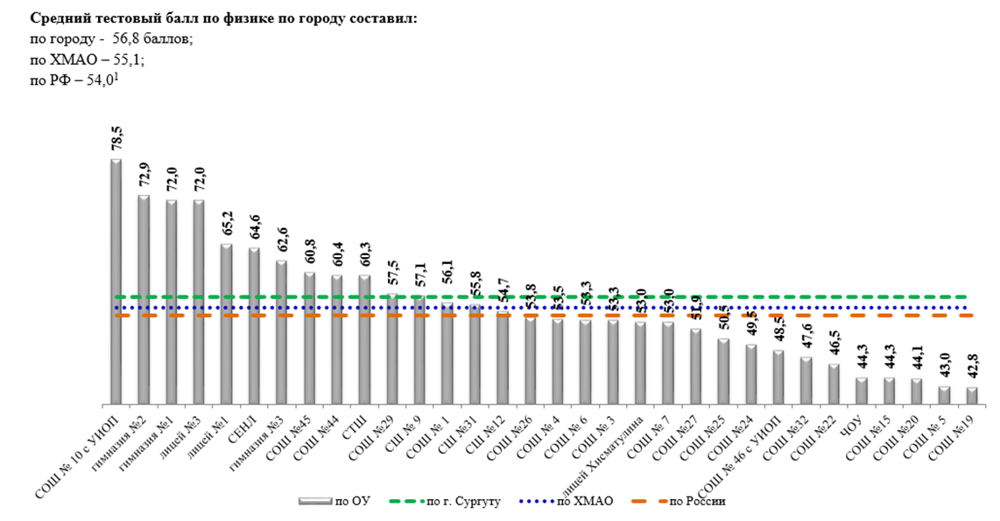 Средний тестовый балл по физике по городу составил:
по городу - 56,8 баллов;
по ХМАО – 55,1;
по РФ – 54,0¹
78,5
72,9
72,0
72,0
65,2
64,6
62,6
60,8
60,4
60,3
57,5
57,1
56,1
55,8
54,7
53,8
53,5
53,3
53,3
53,0
53,0
51,9
50,5
49,5
48,5
47,6
46,5
44,3
44,3
44,1
43,0
42,8
СОШ № 10 с УИОП
гимназия №2
гимназия №1
лицей №3
лицей №1
СЕНЛ
гимназия №3
СОШ №45
СОШ №44
СТШ
СОШ №29
СШ № 9
СОШ № 1
СШ №31
СШ №12
СОШ №26
СОШ № 4
СОШ № 6
СОШ № 3
лицей Хисматулина
СОШ № 7
СОШ №27
СОШ №25
СОШ №24
СОШ № 46 с УИОП
СОШ №32
СОШ №22
ЧОУ
СОШ №15
СОШ №20
СОШ № 5
СОШ №19
по ОУ по г. Сургуту по ХМАО по России